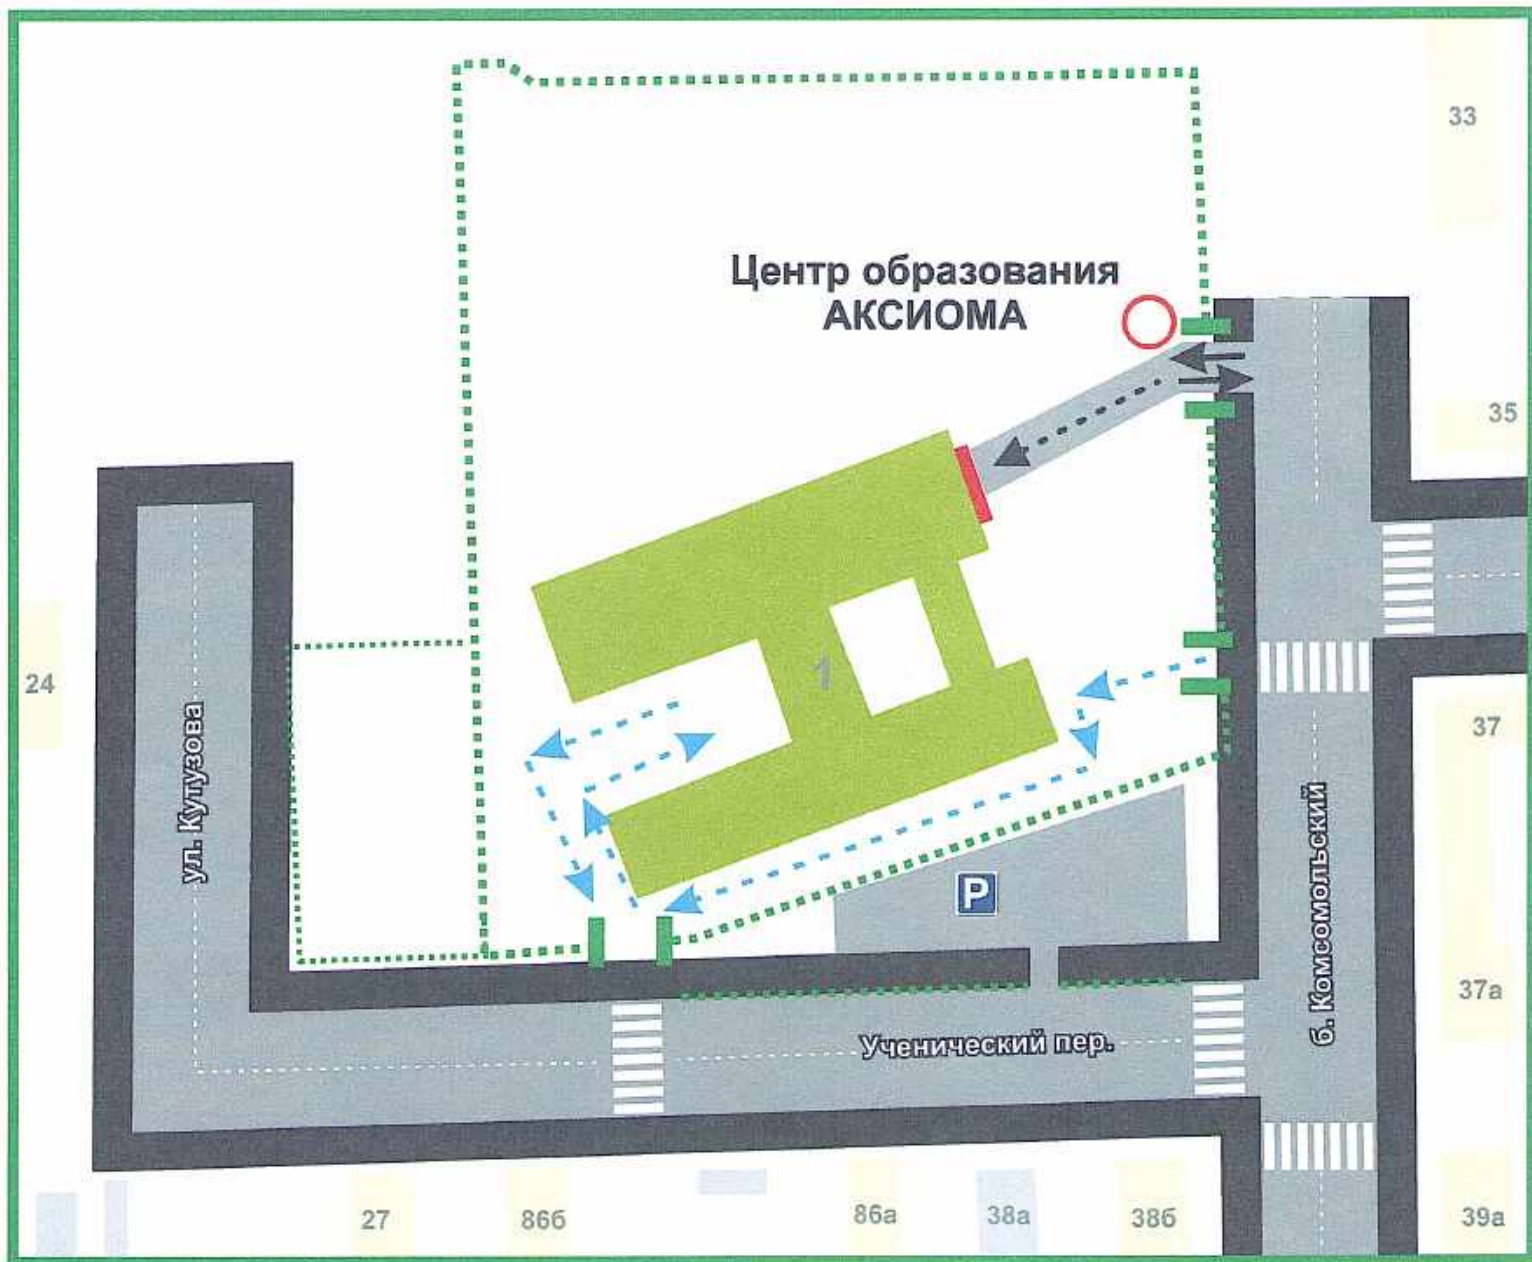 33
Центр образования
АКСИОМА
35
24
1
37
ул. Кутузова
P
б. Комсомольский
37а
Ученический пер.
27
86б
86а
38а
38б
39а